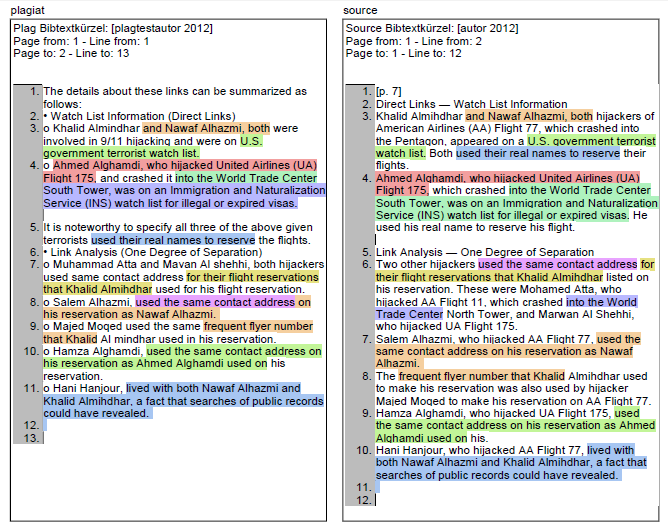 plagiat
Plag Bibtextkürzel: [plagtestautor 2012]
Page from: 1 - Line from: 1
Page to: 2 - Line to: 13
1. The details about these links can be summarized as
follows:
2. • Watch List Information (Direct Links)
3. o Khalid Almindhar and Nawaf Alhazmi, both were
involved in 9/11 hijacking and were on U.S.
government terrorist watch list.
4. o Ahmed Alghamdi, who hijacked United Airlines (UA)
Flight 175, and crashed it into the World Trade Center
South Tower, was on an Immigration and Naturalization
Service (INS) watch list for illegal or expired visas.
5. It is noteworthy to specify all three of the above given
terrorists used their real names to reserve the flights.
6. • Link Analysis (One Degree of Separation)
7. o Muhammad Atta and Mavan Al shehhi, both hijackers
used same contact address for their flight reservations
that Khalid Almihdhar used for his flight reservation.
8. o Salem Alhazmi, used the same contact address on
his reservation as Nawaf Alhazmi.
9. o Majed Moqed used the same frequent flyer number
that Khalid Al mindhar used in his reservation.
10. o Hamza Alghamdi, used the same contact address on
his reservation as Ahmed Alghamdi used on his
reservation.
11. o Hani Hanjour, lived with both Nawaf Alhazmi and
Khalid Almihdhar, a fact that searches of public records
could have revealed.
12.
13.
source
Source Bibtextkürzel: [autor 2012]
Page from: 1 - Line from: 2
Page to: 1 - Line to: 12
1. [p. 7]
2. Direct Links — Watch List Information
3. Khalid Almihdhar and Nawaf Alhazmi, both hijackers of
American Airlines (AA) Flight 77, which crashed into
the Pentagon, appeared on a U.S. government terrorist
watch list. Both used their real names to reserve their
flights.
4. Ahmed Alghamdi, who hijacked United Airlines (UA)
Flight 175, which crashed into the World Trade Center
South Tower, was on an Immigration and Naturalization
Service (INS) watch list for illegal or expired visas. He
used his real name to reserve his flight.
5. Link Analysis — One Degree of Separation
6. Two other hijackers used the same contact address for
their flight reservations that Khalid Almihdhar listed on
his reservation. These were Mohamed Atta, who
hijacked AA Flight 11, which crashed into the World
Trade Center North Tower, and Marwan Al Shehhi,
who hijacked UA Flight 175.
7. Salem Alhazmi, who hijacked AA Flight 77, used the
same contact address on his reservation as Nawaf
Alhazmi.
8. The frequent flyer number that Khalid Almihdhar used
to make his reservation was also used by hijacker
Majed Moqed to make his reservation on AA Flight 77.
9. Hamza Alghamdi, who hijacked UA Flight 175, used
the same contact address on his reservation as Ahmed
Alghamdi used on his.
10. Hani Hanjour, who hijacked AA Flight 77, lived with
both Nawaf Alhazmi and Khalid Almihdhar, a fact that
searches of public records could have revealed.
11.
12.